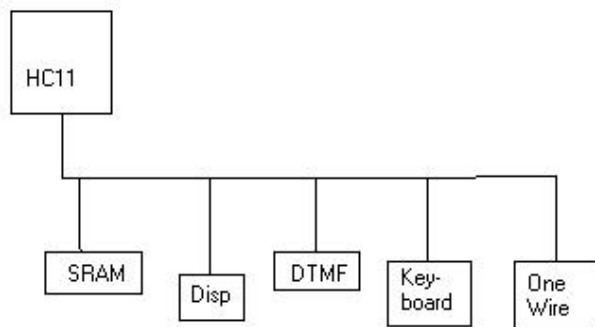 HC11
SRAM
Disp
DTMF
Key-
board
One
Wire